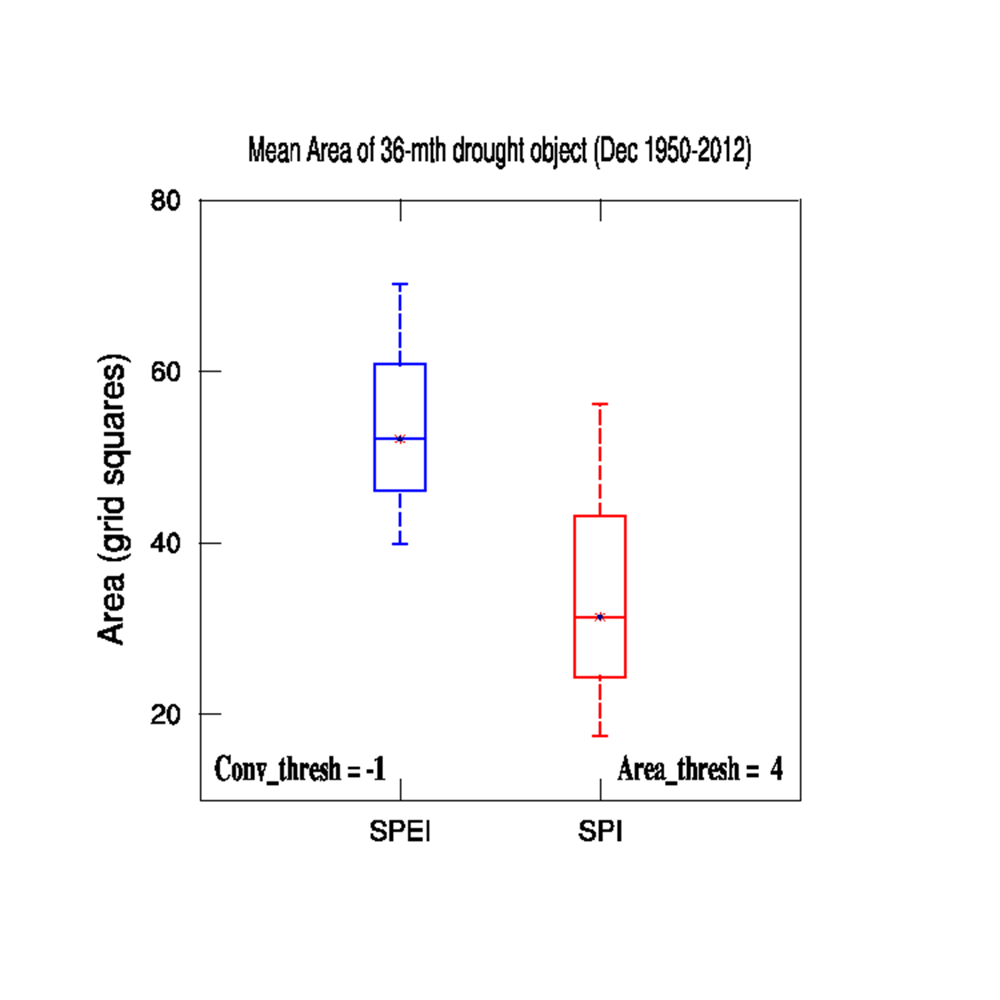 Mean Area of 36-mth drought object (Dec 1950-2012)
80
60
40
20
Area (grid squares)
Conv_thresh = -1
Area_thresh = 4
SPEI
SPI